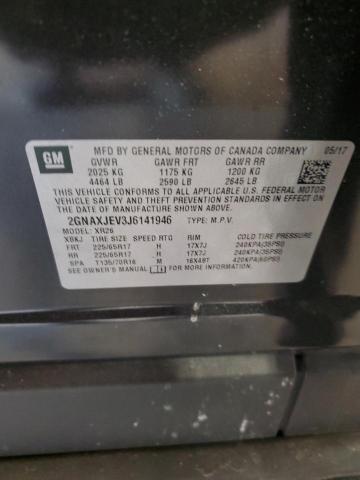 GM
MFD BY GENERAL MOTORS OF CANADA COMPANY 05/17
GVWR GAWR FRT GAWR RR
2025 KG 1175 KG 1200 KG
4464 LB 2590 LB 2645 LB
THIS VEHICLE CONFORMS TO ALL APPLICABLE U.S. FEDERAL MOTOR
VEHICLE SAFETY AND THEFT PREVENTION STANDARDS IN EFFECT ON
THE DATE OF MANUFACTURE SHOWN ABOVE.
2GNAXJEV3J6141946 TYPE: M.P.V.
MODEL: XR26
XBKJ TIRE SIZE SPEED RTG RIM COLD TIRE PRESSURE
FRT 225/65R17 H 17X7J 240KPA(35PSI)
RR 225/65R17 H 17X7J 240KPA(35PSI)
SPA T135/70R16 M 16X4BT 420KPA(60PSI)
SEE OWNER'S MANUAL FOR MORE INFORMATION